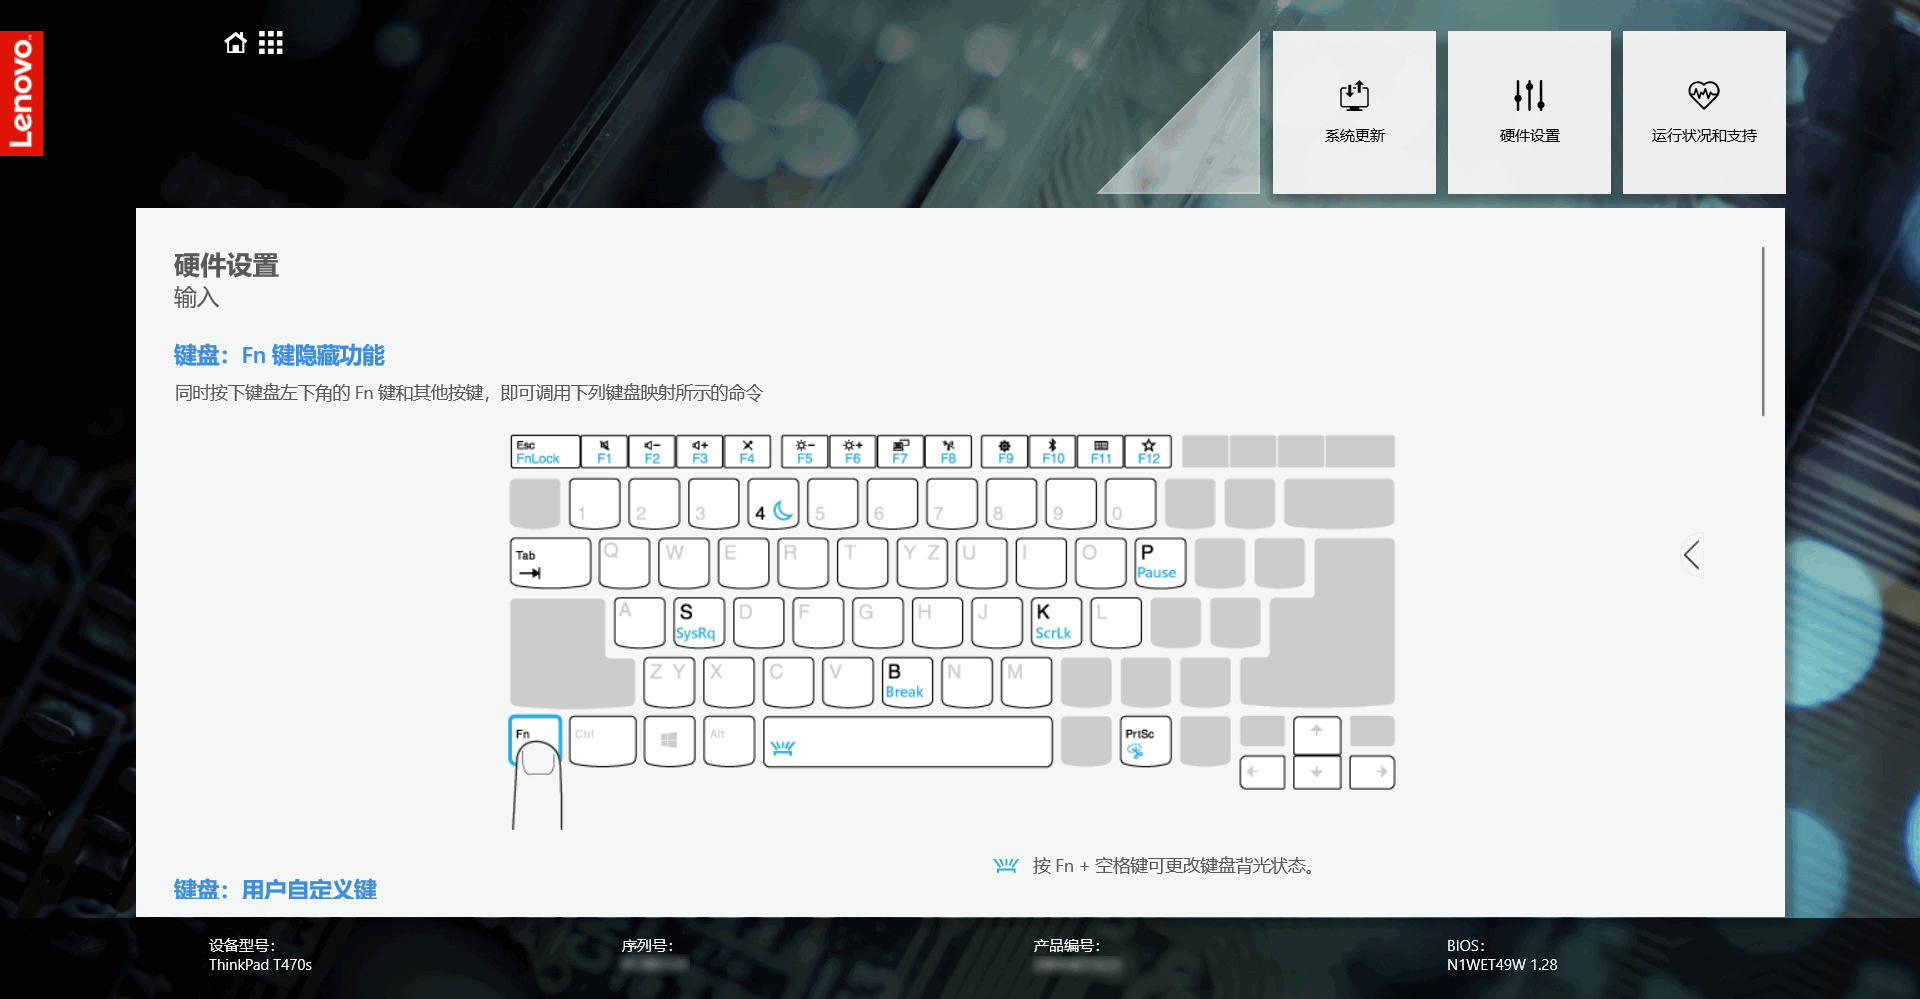 Lenovo
系统更新
硬件设置
运行状况和支持
硬件设置
输入
键盘：Fn 键隐藏功能
同时按下键盘左下角的 Fn 键和其他按键，即可调用下列键盘映射所示的命令
Esc
FnLock F1 F2 F3 F4 F5 F6 F7 F8 F9 F10 F11 F12
1 2 3 4 5 6 7 8 9 0
Tab Q W E R T Y Z U I O P
Pause
A S D F G H J K L
SysRq ScrLk
Z Y X C V B N M
Break
Fn Ctrl Alt PrtSc
按 Fn + 空格键可更改键盘背光状态。
键盘：用户自定义键
设备型号：
ThinkPad T470s
序列号：
产品编号：
BIOS：
N1WET49W 1.28